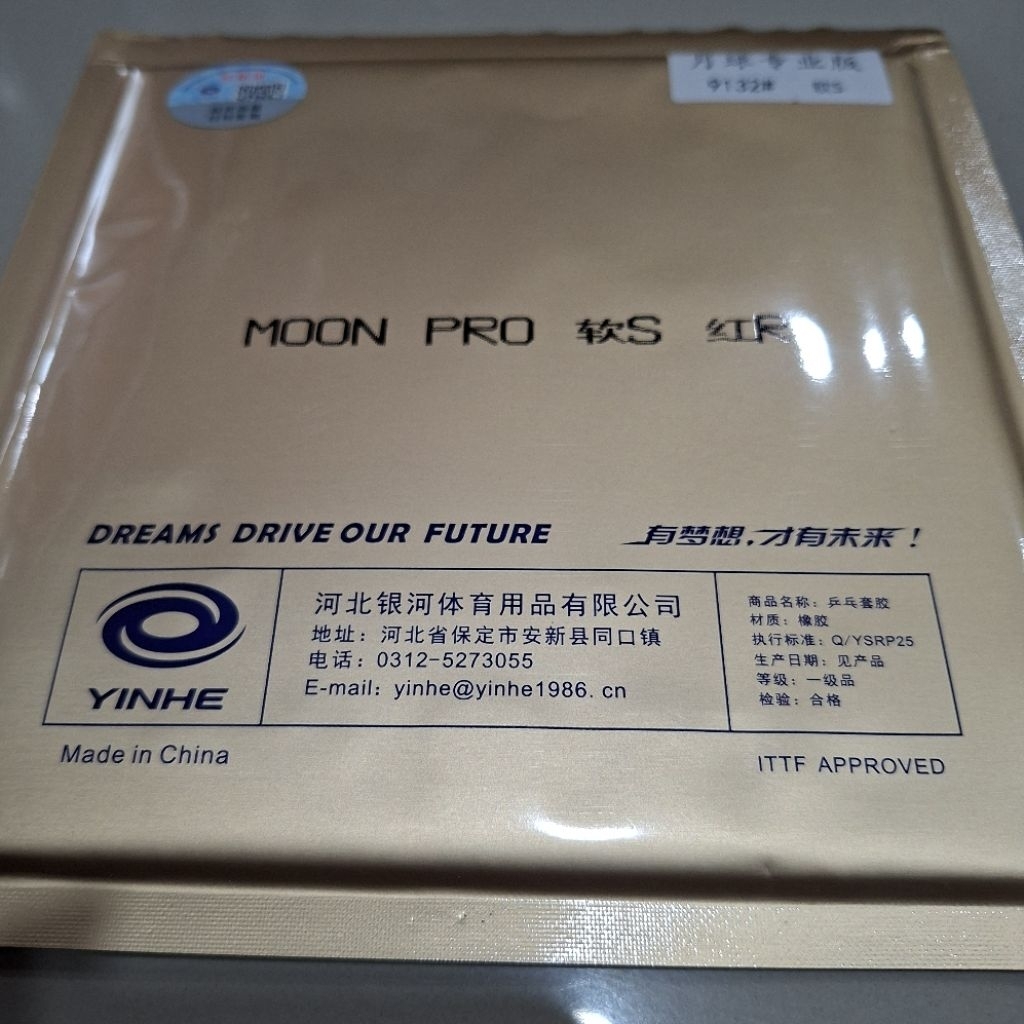 月球专业版
9132# 软S
MOON PRO 软S 红R
DREAMS DRIVE OUR FUTURE
有梦想.才有未来!
YINHE
河北银河体育用品有限公司
地址：河北省保定市安新县同口镇
电话：0312-5273055
E-mail：yinhe@yinhe1986.cn
商品名称：乒乓套胶
材质：橡胶
执行标准：Q/YSRP25
生产日期：见产品
等级：一级品
检验：合格
Made in China
ITTF APPROVED